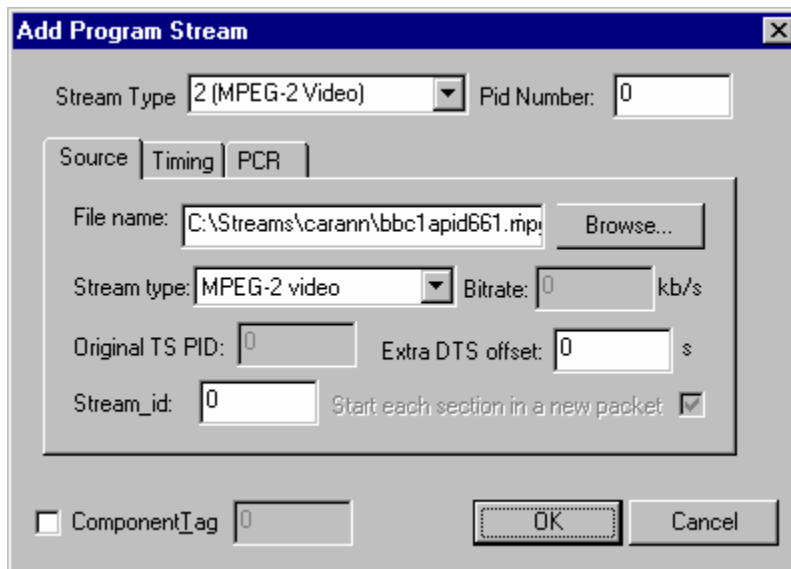 Add Program Stream
Stream Type 2 (MPEG-2 Video) Pid Number: 0
Source Timing PCR
File name: C:\Streams\carann\bbc1apid661.mpg Browse...
Stream type: MPEG-2 video Bitrate: 0 kb/s
Original TS PID: 0 Extra DTS offset: 0 s
Stream_id: 0 Start each section in a new packet
ComponentTag 0 OK Cancel